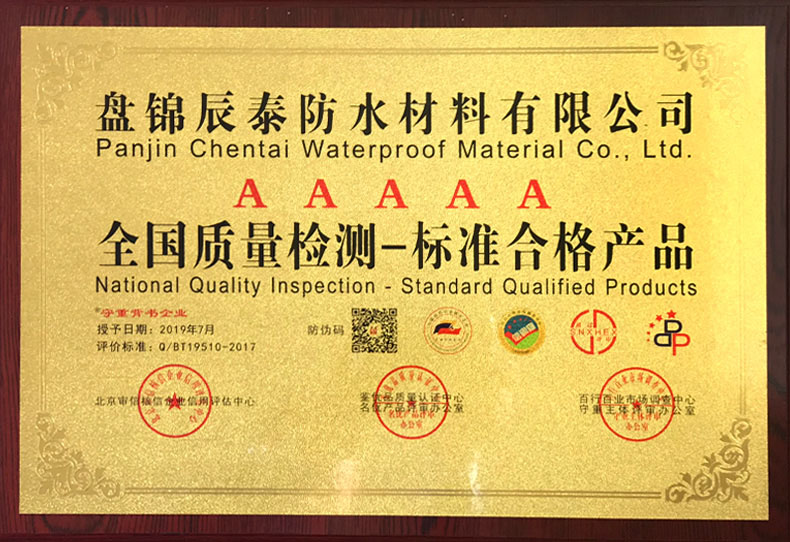 盘锦辰泰防水材料有限公司
Panjin Chentai Waterproof Material Co., Ltd.
AAAAA
全国质量检测-标准合格产品
National Quality Inspection - Standard Qualified Products
守重背书企业
授予日期: 2019年7月
防伪码
评价标准: Q/BT19510-2017
北京审信核信企业信用评估中心
鉴优品质量认证中心
名优产品评审办公室
百行百业市场调查中心
守重主体评审办公室